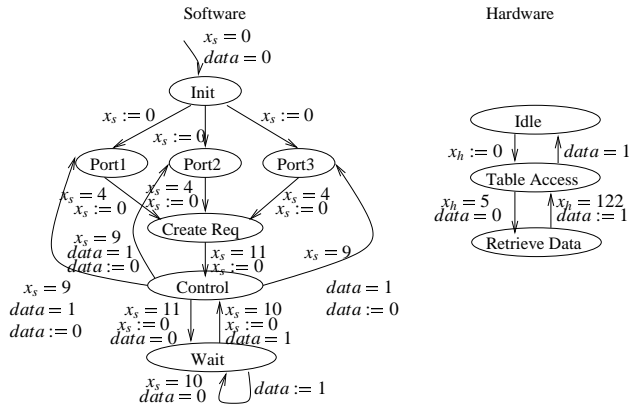 Software
Hardware
x_s = 0
data = 0
Init
x_s := 0
x_s := 0
x_s := 0
Idle
x_h := 0
data = 1
Port1
Port2
Port3
Table Access
x_s = 4
x_s := 0
x_s = 4
x_s := 0
x_s = 4
x_s := 0
x_h = 5
data = 0
x_h = 122
data := 1
Create Req
Retrieve Data
x_s = 9
data = 1
data := 0
x_s = 11
x_s := 0
x_s = 9
Control
x_s = 9
data = 1
data := 0
data = 1
data := 0
x_s = 11
x_s := 0
data = 0
x_s = 10
x_s := 0
data = 1
Wait
x_s = 10
data = 0
data := 1